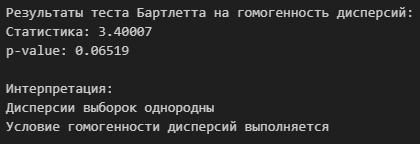 Результаты теста Бартлетта на гомогенность дисперсий:
Статистика: 3.40007
p-value: 0.06519

Интерпретация:
Дисперсии выборок однородны
Условие гомогенности дисперсий выполняется